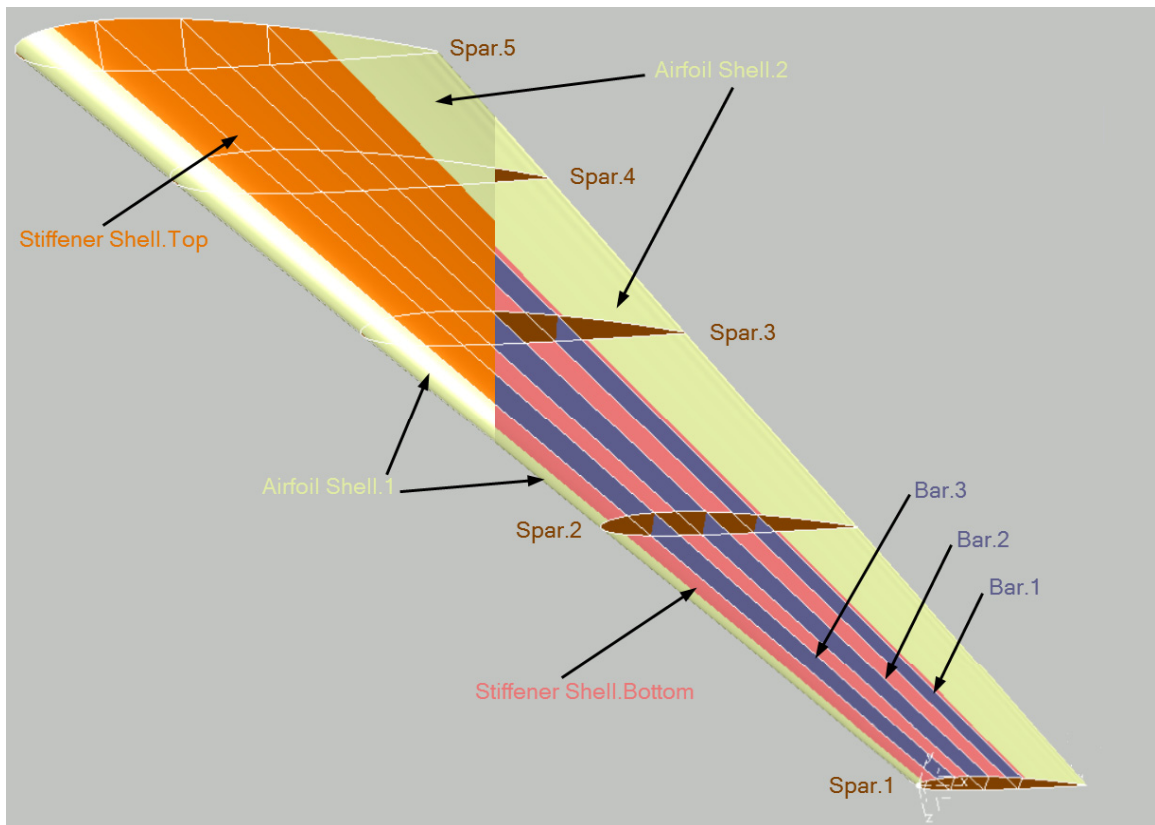 Spar.5
Airfoil Shell.2
Spar.4
Stiffener Shell.Top
Spar.3
Airfoil Shell.1
Bar.3
Spar.2
Bar.2
Bar.1
Stiffener Shell.Bottom
Spar.1
y
x
z